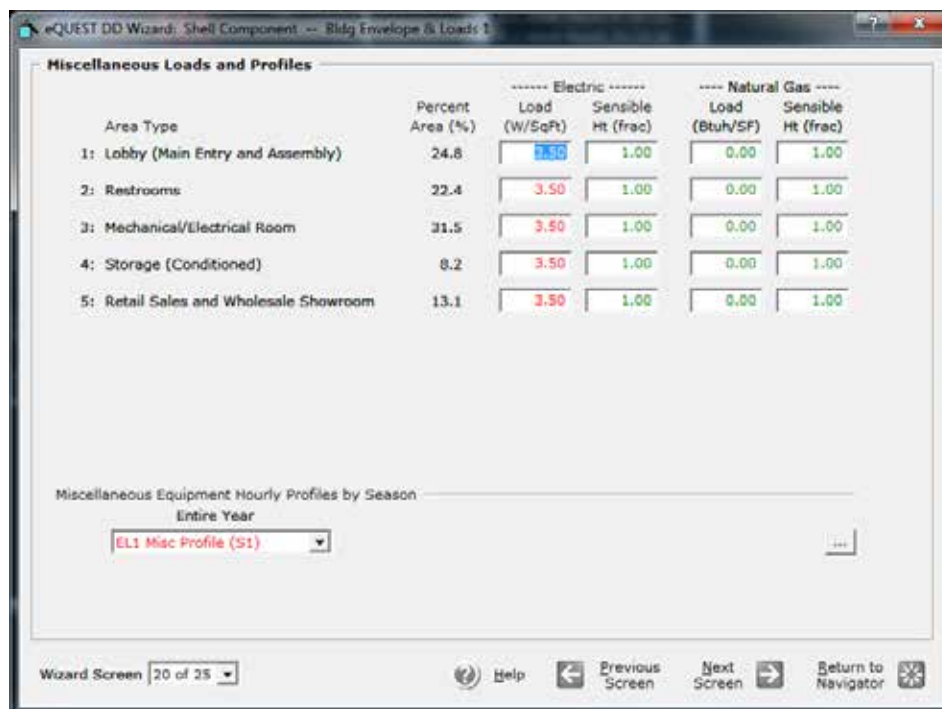 eQUEST DD Wizard: Shell Component -- Bldg Envelope & Loads 1
Miscellaneous Loads and Profiles
------ Electric ------ ---- Natural Gas ----
Percent Load Sensible Load Sensible
Area Type Area (%) (W/SqFt) Ht (frac) (Btuh/SF) Ht (frac)
1: Lobby (Main Entry and Assembly) 24.8 3.50 1.00 0.00 1.00
2: Restrooms 22.4 3.50 1.00 0.00 1.00
3: Mechanical/Electrical Room 31.5 3.50 1.00 0.00 1.00
4: Storage (Conditioned) 8.2 3.50 1.00 0.00 1.00
5: Retail Sales and Wholesale Showroom 13.1 3.50 1.00 0.00 1.00
Miscellaneous Equipment Hourly Profiles by Season
Entire Year
EL1 Misc Profile (S1) ...
Wizard Screen 20 of 25 Help Previous Screen Next Screen Return to Navigator